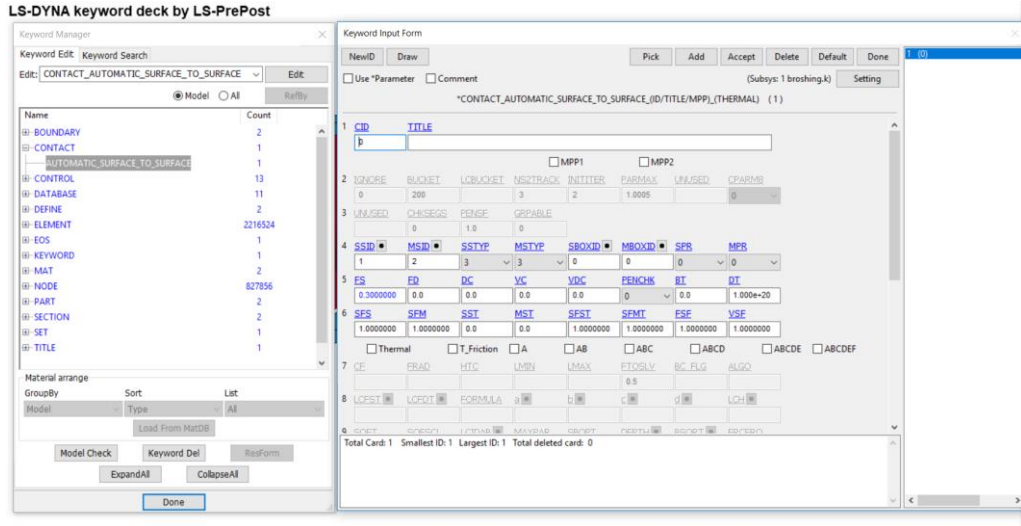 LS-DYNA keyword deck by LS-PrePost
Keyword Manager
Keyword Edit Keyword Search
Edit: CONTACT_AUTOMATIC_SURFACE_TO_SURFACE Edit
Model All RefBy
Name Count
BOUNDARY 2
CONTACT 1
AUTOMATIC_SURFACE_TO_SURFACE 1
CONTROL 13
DATABASE 11
DEFINE 2
ELEMENT 2216524
EOS 1
KEYWORD 1
MAT 2
NODE 827856
PART 2
SECTION 2
SET 1
TITLE 1
Material arrange
GroupBy Sort List
Model Type All
Load From MatDB
Model Check Keyword Del ResForm
ExpandAll CollapseAll
Done
Keyword Input Form
NewID Draw Pick Add Accept Delete Default Done
Use *Parameter Comment (Subsys: 1 broshing.k) Setting
*CONTACT_AUTOMATIC_SURFACE_TO_SURFACE_(ID/TITLE/MPP)_(THERMAL) (1)
1 CID TITLE
0
MPP1 MPP2
2 IGNORE BUCKET LCBUCKET NS2TRACK INITITER PARMAX UNUSED CPARM8
0 200 3 2 1.0005 0
3 UNUSED CHKSEGS PENSF GRPABLE
0 1.0 0
4 SSID MSID SSTYP MSTYP SBOXID MBOXID SPR MPR
1 2 3 3 0 0 0 0
5 FS FD DC VC VDC PENCHK BT DT
0.3000000 0.0 0.0 0.0 0.0 0 0.0 1.000e+20
6 SFS SFM SST MST SFST SFMT FSF VSF
1.0000000 1.0000000 0.0 0.0 1.0000000 1.0000000 1.0000000 1.0000000
Thermal T_Friction A AB ABC ABCD ABCDE ABCDEF
7 CF FRAD HTC LMIN LMAX FTOSLV BC_FLG ALGO
0.5
8 LCFST LCFDT FORMULA a b c d LCH
9 SOFT SOFSCL LCIDAB MAXPAR SBOPT DEPTH BSORT FRCFRQ
Total Card: 1 Smallest ID: 1 Largest ID: 1 Total deleted card: 0
1 (0)